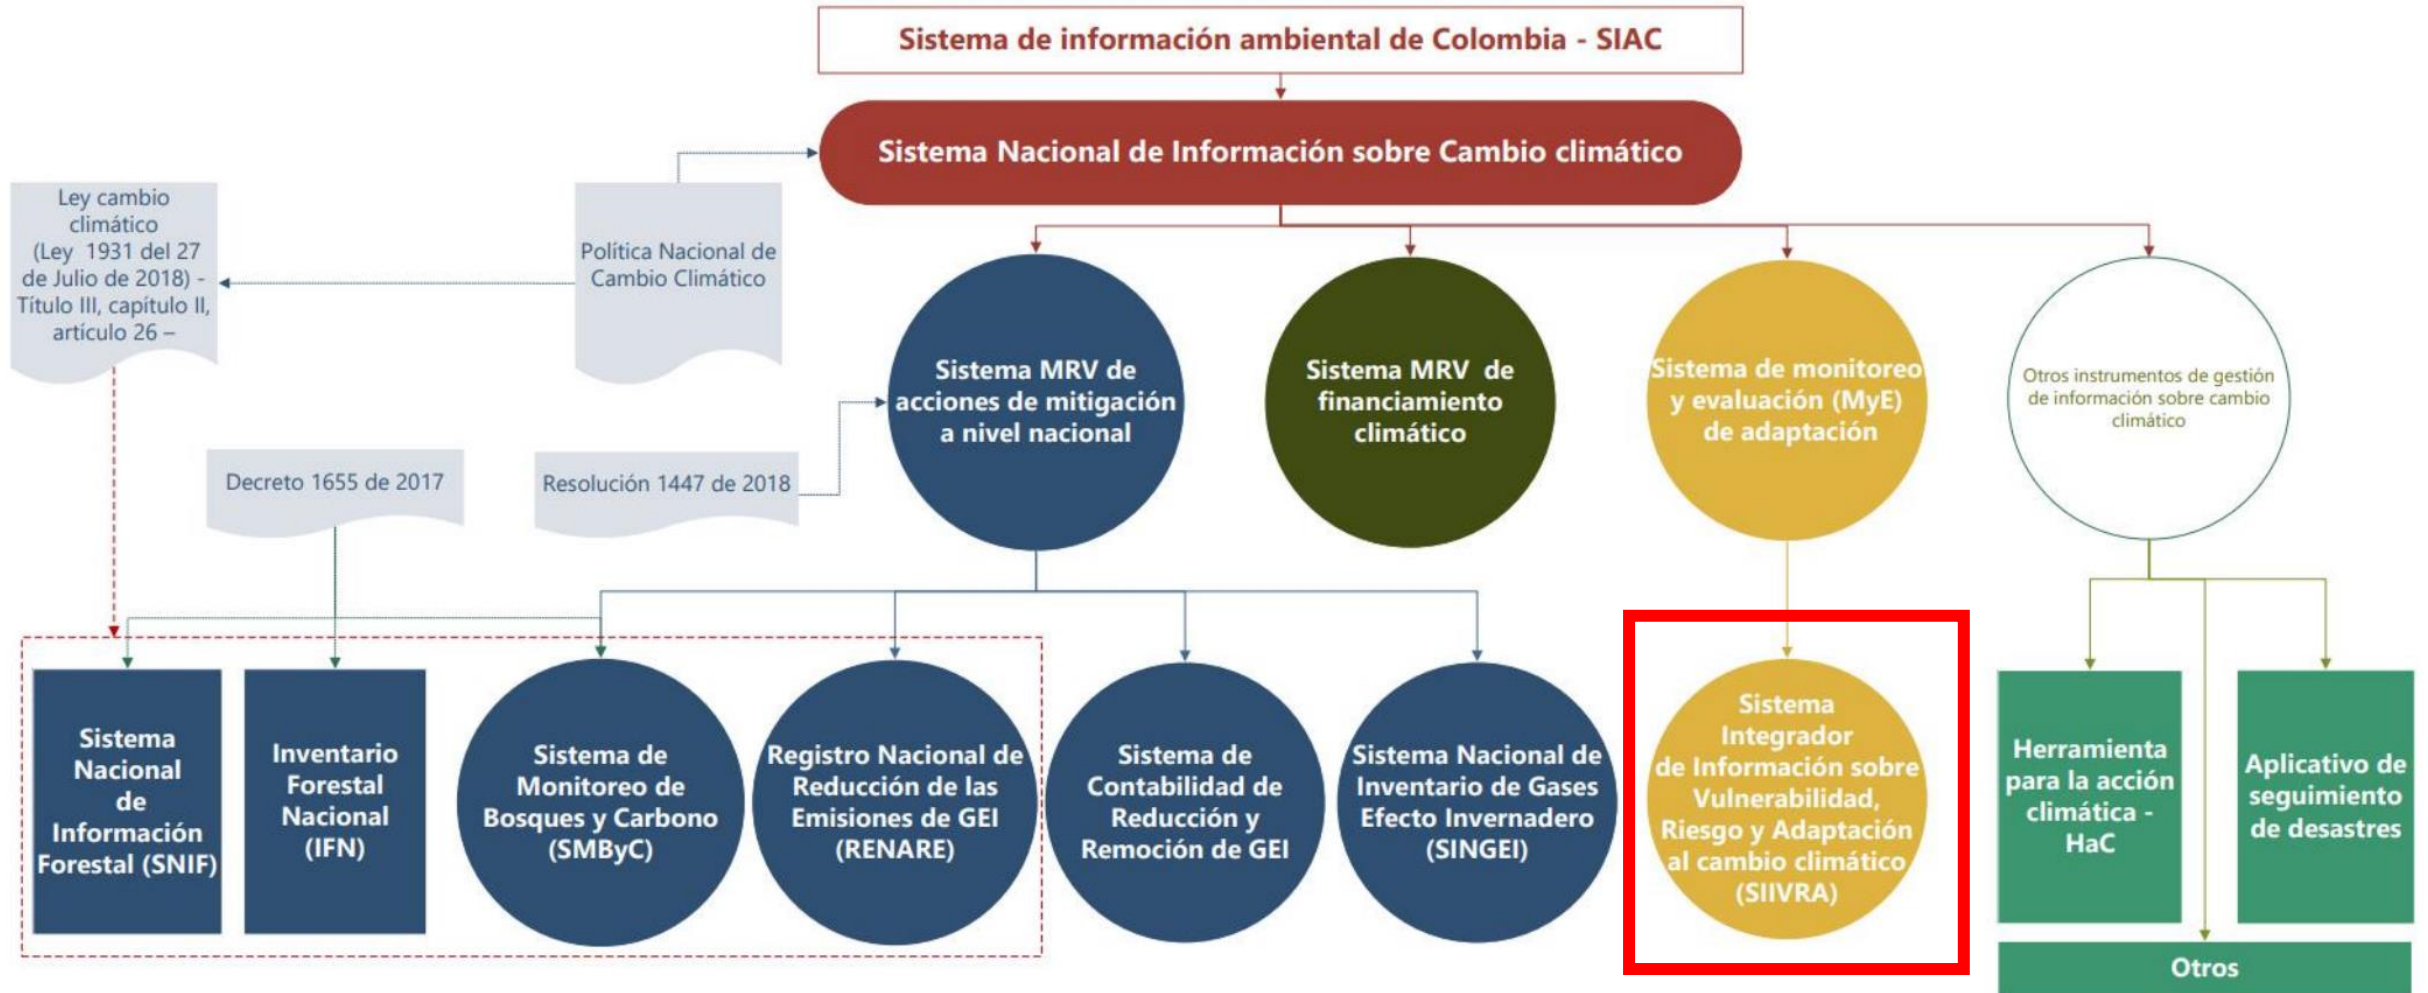 Sistema de información ambiental de Colombia - SIAC
Sistema Nacional de Información sobre Cambio climático
Ley cambio
climático
(Ley 1931 del 27
de Julio de 2018) -
Título III, capítulo II,
artículo 26 –
Política Nacional de
Cambio Climático
Decreto 1655 de 2017
Resolución 1447 de 2018
Sistema MRV de
acciones de mitigación
a nivel nacional
Sistema MRV de
financiamiento
climático
Sistema de monitoreo
y evaluación (MyE)
de adaptación
Otros instrumentos de gestión
de información sobre cambio
climático
Sistema
Nacional
de
Información
Forestal (SNIF)
Inventario
Forestal
Nacional
(IFN)
Sistema de
Monitoreo de
Bosques y Carbono
(SMByC)
Registro Nacional de
Reducción de las
Emisiones de GEI
(RENARE)
Sistema de
Contabilidad de
Reducción y
Remoción de GEI
Sistema Nacional de
Inventario de Gases
Efecto Invernadero
(SINGEI)
Sistema
Integrador
de Información sobre
Vulnerabilidad,
Riesgo y Adaptación
al cambio climático
(SIIVRA)
Herramienta
para la acción
climática -
HaC
Aplicativo de
seguimiento
de desastres
Otros